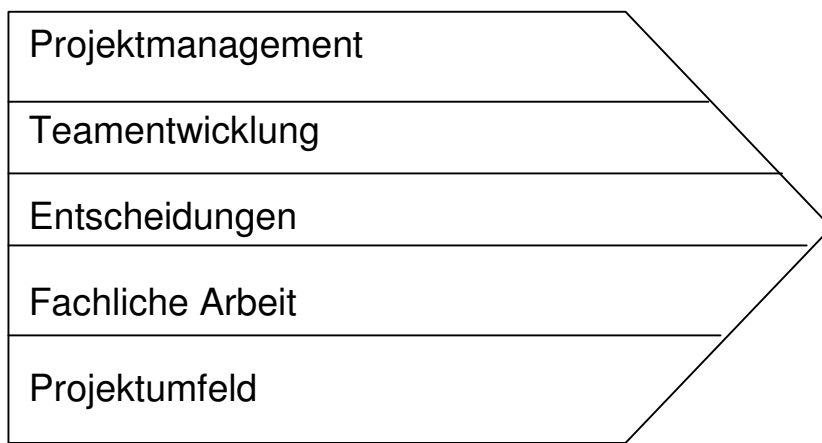 Projektmanagement
Teamentwicklung
Entscheidungen
Fachliche Arbeit
Projektumfeld